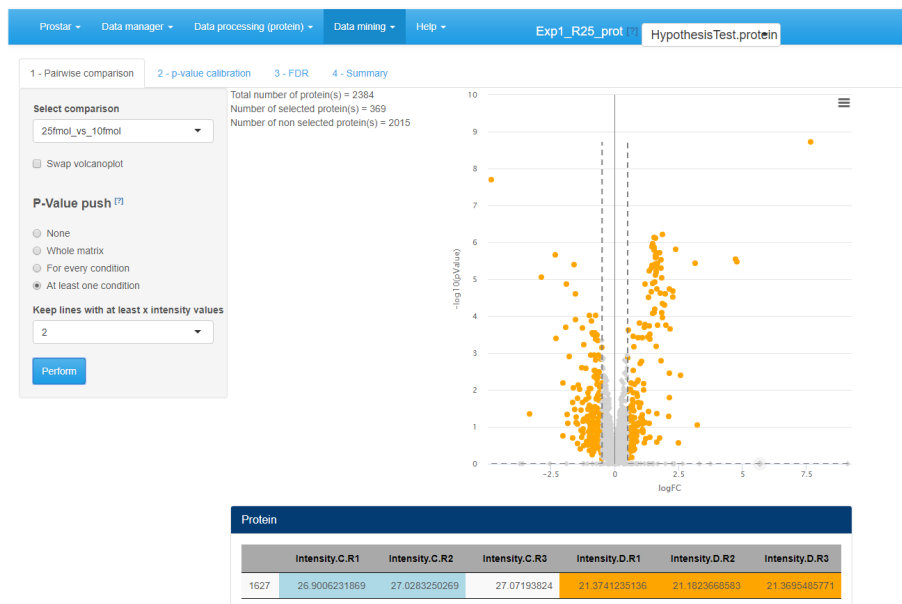 Prostar Data manager Data processing (protein) Data mining Help Exp1_R25_prot [?] HypothesisTest.protein
1 - Pairwise comparison 2 - p-value calibration 3 - FDR 4 - Summary
Select comparison
25fmol_vs_10fmol
Swap volcanoplot
P-Value push [?]
None
Whole matrix
For every condition
At least one condition
Keep lines with at least x intensity values
2
Perform
Total number of protein(s) = 2384
Number of selected protein(s) = 369
Number of non selected protein(s) = 2015
10
9
8
7
6
5
4
3
2
1
0
-log10(pValue)
-2.5 0 2.5 5 7.5
logFC
Protein
Intensity.C.R1 Intensity.C.R2 Intensity.C.R3 Intensity.D.R1 Intensity.D.R2 Intensity.D.R3
1627 26.9006231869 27.0283250269 27.07193824 21.3741235136 21.1823668583 21.3695485771